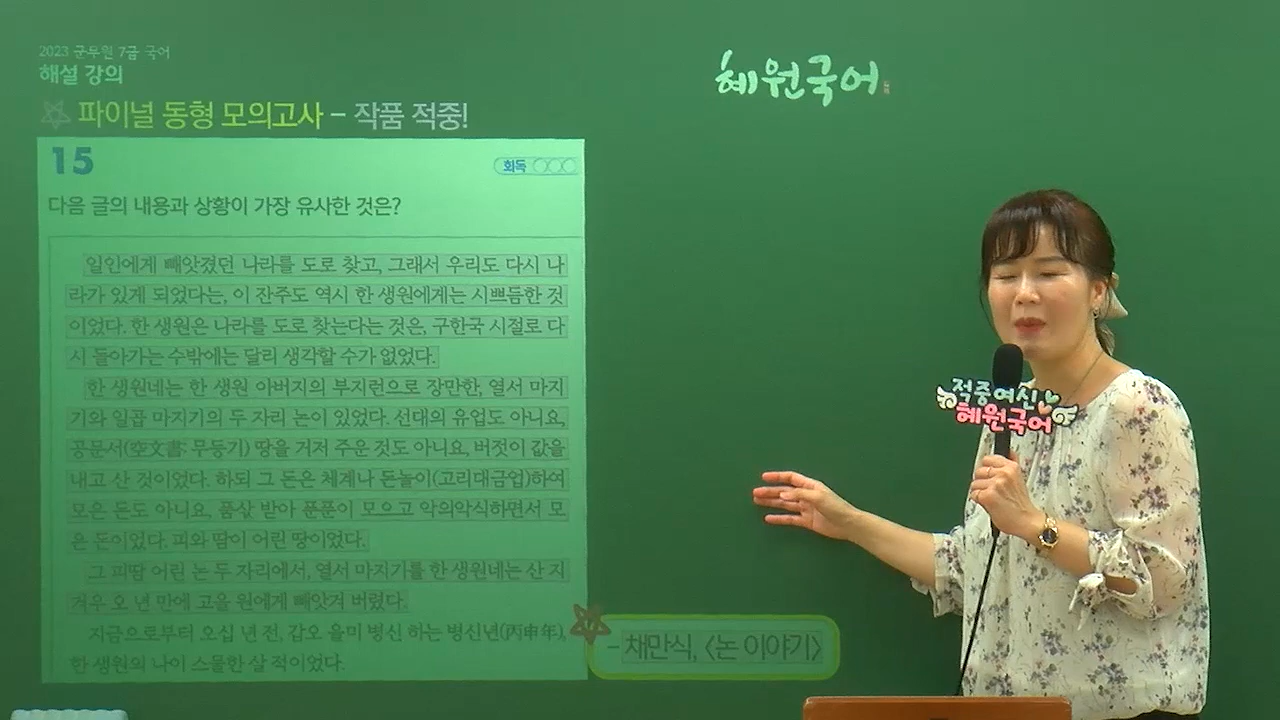 2023 군무원 7급 국어
해설 강의
파이널 동형 모의고사 – 작품 적중!
혜원국어
15
회독
다음 글의 내용과 상황이 가장 유사한 것은?
일인에게 빼앗겼던 나라를 도로 찾고, 그래서 우리도 다시 나
라가 있게 되었다는, 이 잔주도 역시 한 생원에게는 시쁘듬한 것
이었다. 한 생원은 나라를 도로 찾는다는 것은, 구한국 시절로 다
시 돌아가는 수밖에는 달리 생각할 수가 없었다.
한 생원네는 한 생원 아버지의 부지런으로 장만한, 열서 마지
기와 일곱 마지기의 두 자리 논이 있었다. 선대의 유업도 아니요,
공문서(空文書·무등기) 땅을 거저 주운 것도 아니요, 버젓이 값을
내고 산 것이었다. 하되 그 돈은 체계나 돈놀이(고리대금업)하여
모은 돈도 아니요, 품삯 받아 푼푼이 모으고 악의악식하면서 모
은 돈이었다. 피와 땀이 어린 땅이었다.
그 피땀 어린 논 두 자리에서, 열서 마지기를 한 생원네는 산 지
겨우 오 년 만에 고을 원에게 빼앗겨 버렸다.
지금으로부터 오십 년 전, 갑오 을미 병신 하는 병신년(丙申年),
한 생원의 나이 스물한 살 적이었다.
– 채만식, <논 이야기>
적중여신
혜원국어